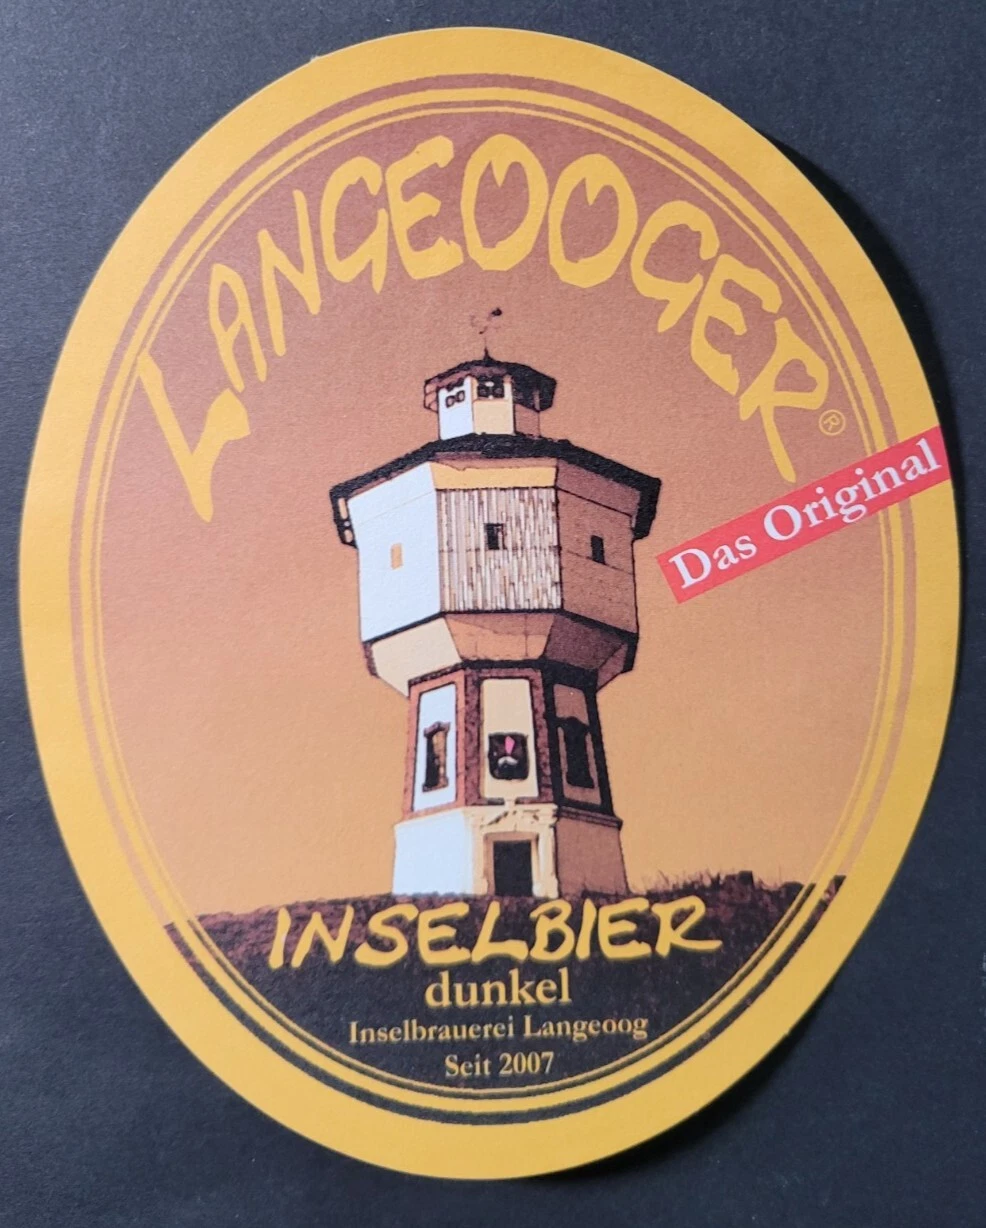 LANGEOOGER®
Das Original
INSELBIER
dunkel
Inselbrauerei Langeoog
Seit 2007